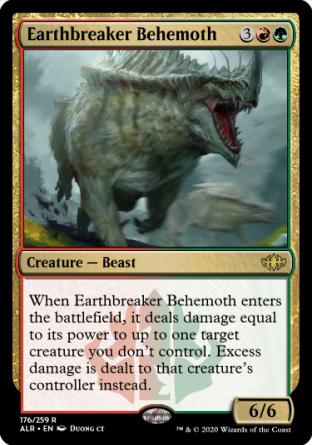 Earthbreaker Behemoth 3
Creature — Beast
When Earthbreaker Behemoth enters
the battlefield, it deals damage equal
to its power to up to one target
creature you don't control. Excess
damage is dealt to that creature's
controller instead.
176/259 R
ALR • EN DUONG CT
™ & © 2020 Wizards of the Coast
6/6